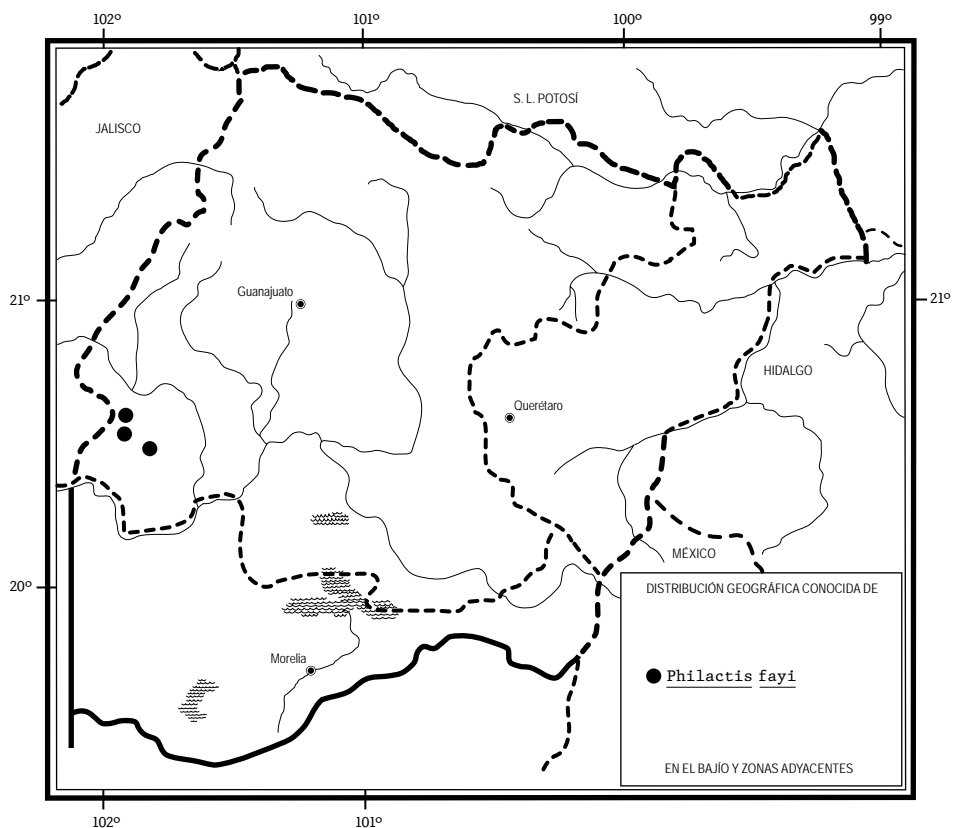 102º 101º 100º 99º
S. L. POTOSÍ
JALISCO
Guanajuato
21º 21º
HIDALGO
Querétaro
MÉXICO
20º
DISTRIBUCIÓN GEOGRÁFICA CONOCIDA DE
Morelia
Philactis fayi
EN EL BAJÍO Y ZONAS ADYACENTES
102º 101º